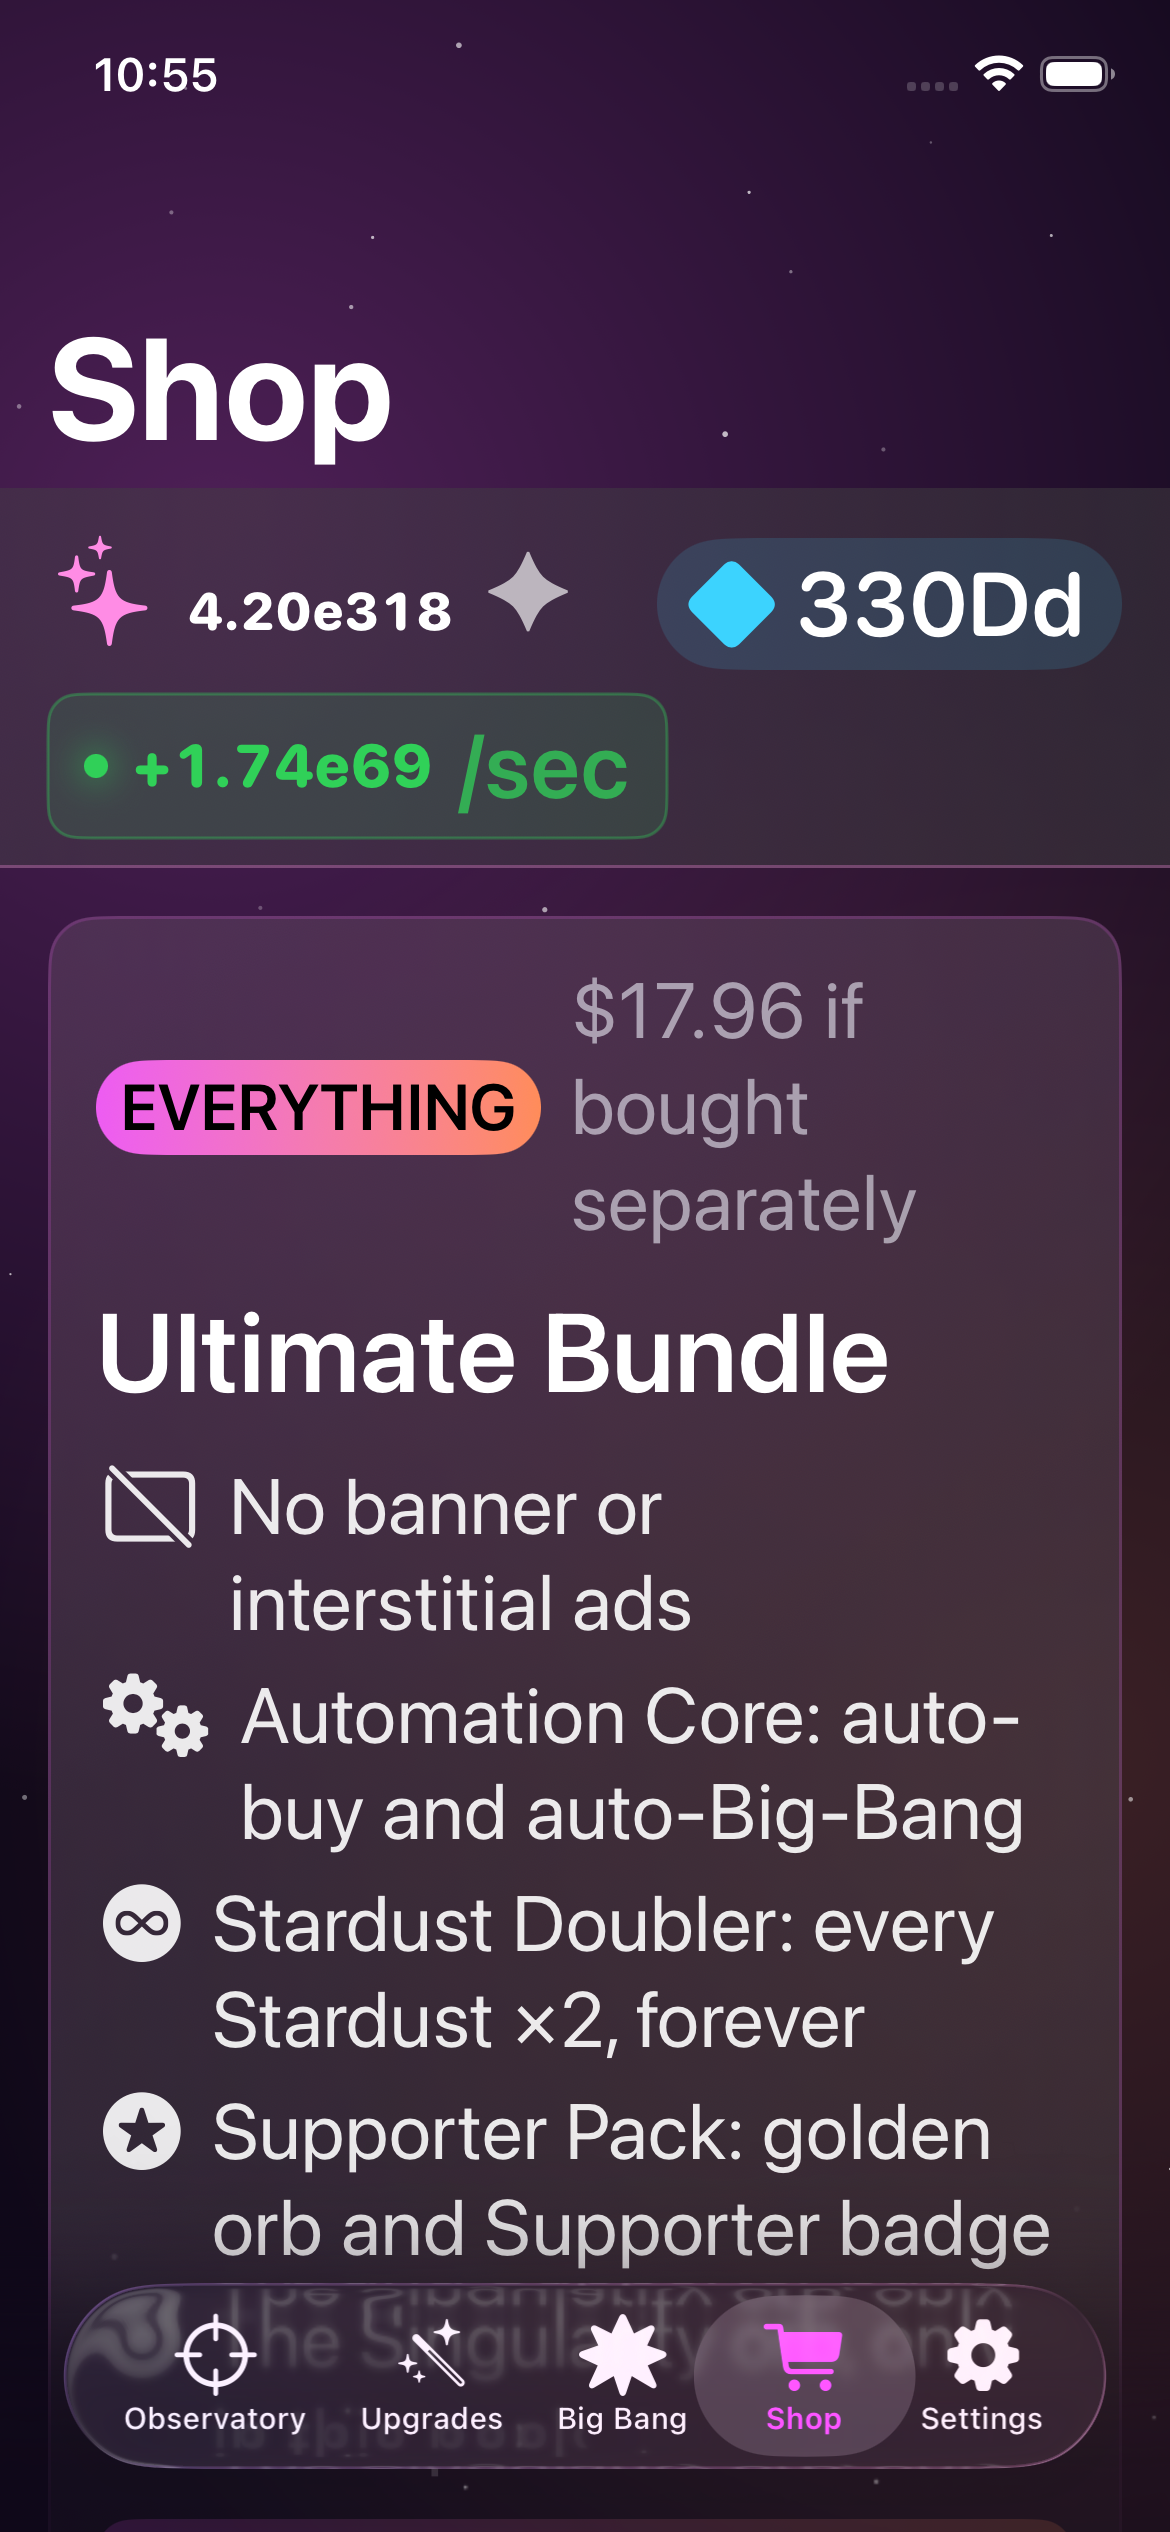 10:55
Shop
4.20e318
330Dd
+1.74e69 /sec
EVERYTHING
$17.96 if
bought
separately
Ultimate Bundle
No banner or
interstitial ads
Automation Core: auto-
buy and auto-Big-Bang
Stardust Doubler: every
Stardust ×2, forever
Supporter Pack: golden
orb and Supporter badge
Observatory
Upgrades
Big Bang
Shop
Settings